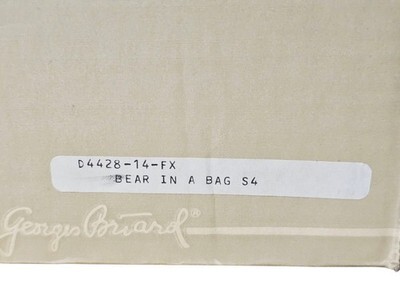 D4428-14-FX
BEAR IN A BAG S4
Georges Briard®